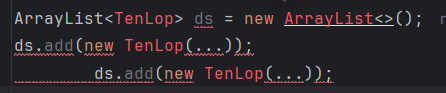 ArrayList<TenLop> ds = new ArrayList<>();
ds.add(new TenLop(...));
ds.add(new TenLop(...));